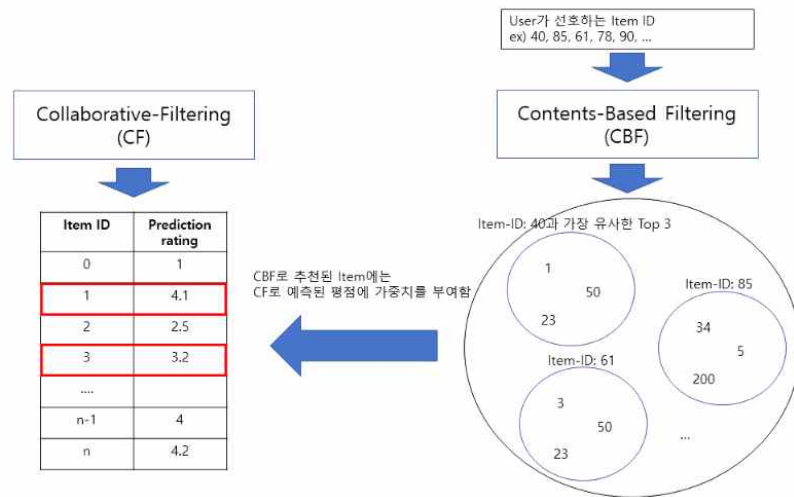 User가 선호하는 Item ID
ex) 40, 85, 61, 78, 90, ...
Collaborative-Filtering
(CF)
Contents-Based Filtering
(CBF)
Item ID Prediction rating
0 1
1 4.1
2 2.5
3 3.2
....
n-1 4
n 4.2
CBF로 추천된 Item에는
CF로 예측된 평점에 가중치를 부여함
Item-ID: 40과 가장 유사한 Top 3
1
50
23
Item-ID: 85
34
5
200
Item-ID: 61
3
50
23
...